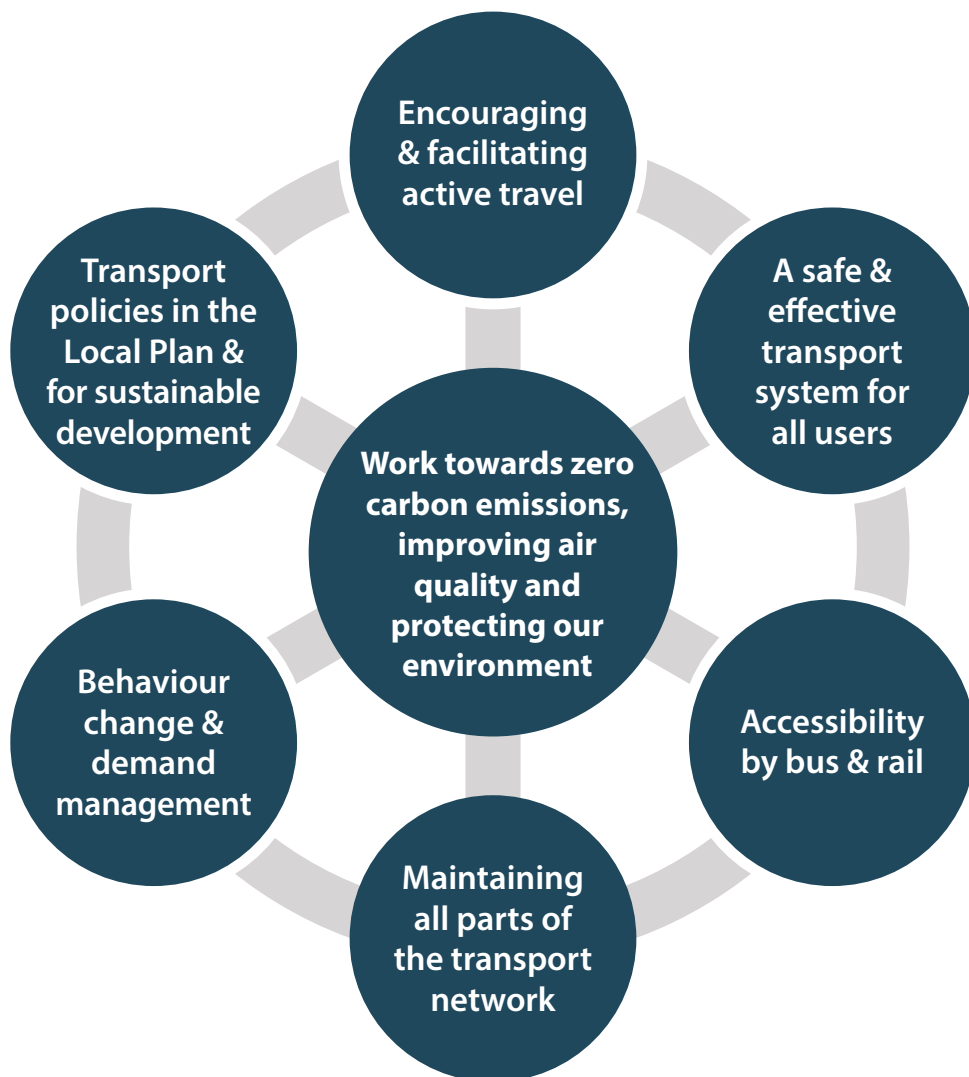 Encouraging
& facilitating
active travel
A safe &
effective
transport
system for
all users
Accessibility
by bus & rail
Maintaining
all parts of
the transport
network
Behaviour
change &
demand
management
Transport
policies in the
Local Plan &
for sustainable
development
Work towards zero
carbon emissions,
improving air
quality and
protecting our
environment